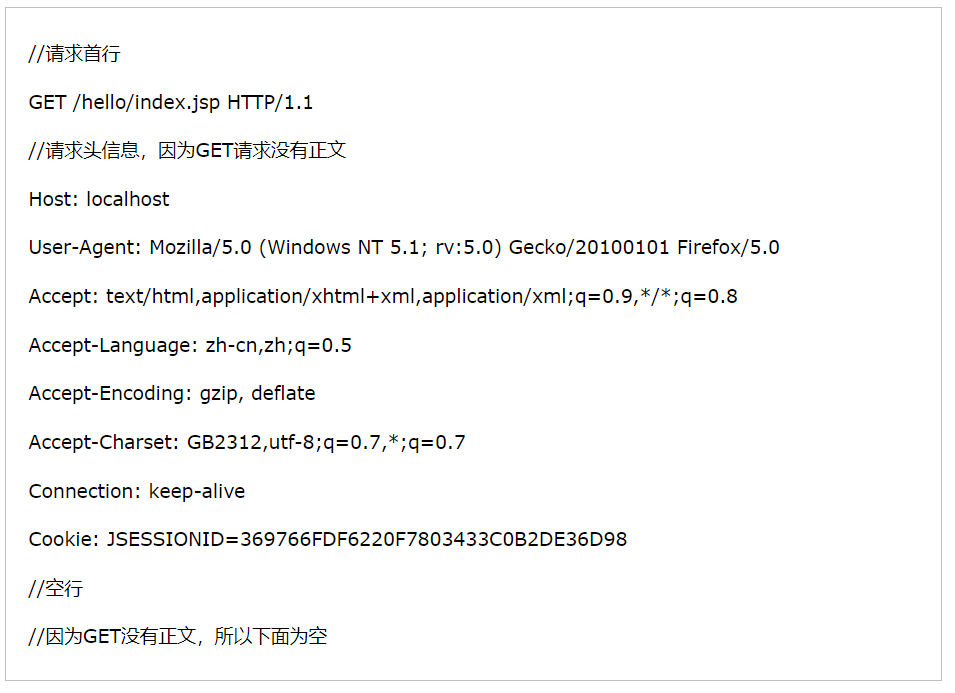 //请求首行
GET /hello/index.jsp HTTP/1.1
//请求头信息，因为GET请求没有正文
Host: localhost
User-Agent: Mozilla/5.0 (Windows NT 5.1; rv:5.0) Gecko/20100101 Firefox/5.0
Accept: text/html,application/xhtml+xml,application/xml;q=0.9,*/*;q=0.8
Accept-Language: zh-cn,zh;q=0.5
Accept-Encoding: gzip, deflate
Accept-Charset: GB2312,utf-8;q=0.7,*;q=0.7
Connection: keep-alive
Cookie: JSESSIONID=369766FDF6220F7803433C0B2DE36D98
//空行
//因为GET没有正文，所以下面为空